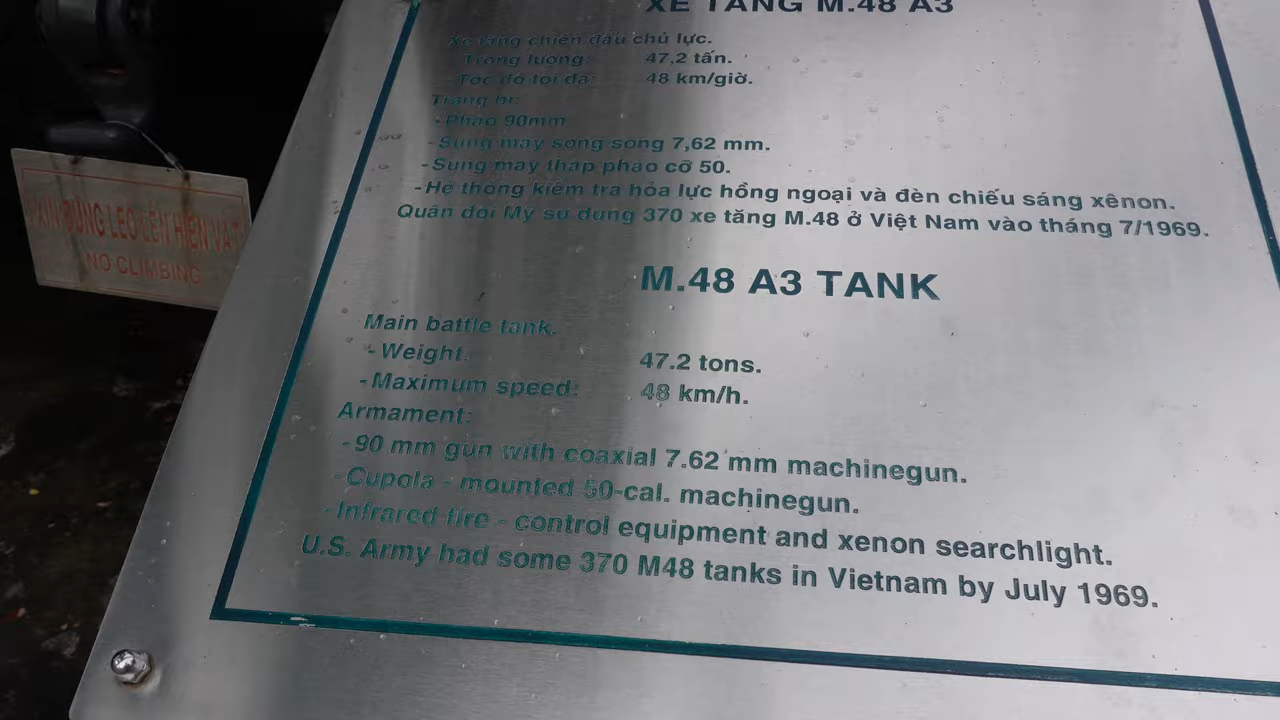 XE TĂNG M.48 A3
Xe tăng chiến đấu chủ lực.
Trọng lượng: 47,2 tấn.
Tốc độ tối đa: 48 km/giờ.
Trang bị:
- Pháo 90mm
- Súng máy song song 7,62 mm.
- Súng máy tháp pháo cỡ 50.
- Hệ thống kiểm tra hỏa lực hồng ngoại và đèn chiếu sáng xênon.
Quân đội Mỹ sử dụng 370 xe tăng M.48 ở Việt Nam vào tháng 7/1969.
M.48 A3 TANK
Main battle tank.
- Weight: 47.2 tons.
- Maximum speed: 48 km/h.
Armament:
- 90 mm gun with coaxial 7.62 mm machinegun.
- Cupola - mounted 50-cal. machinegun.
- Infrared fire - control equipment and xenon searchlight.
U.S. Army had some 370 M48 tanks in Vietnam by July 1969.
XIN ĐỪNG LEO LÊN HIỆN VẬT
NO CLIMBING